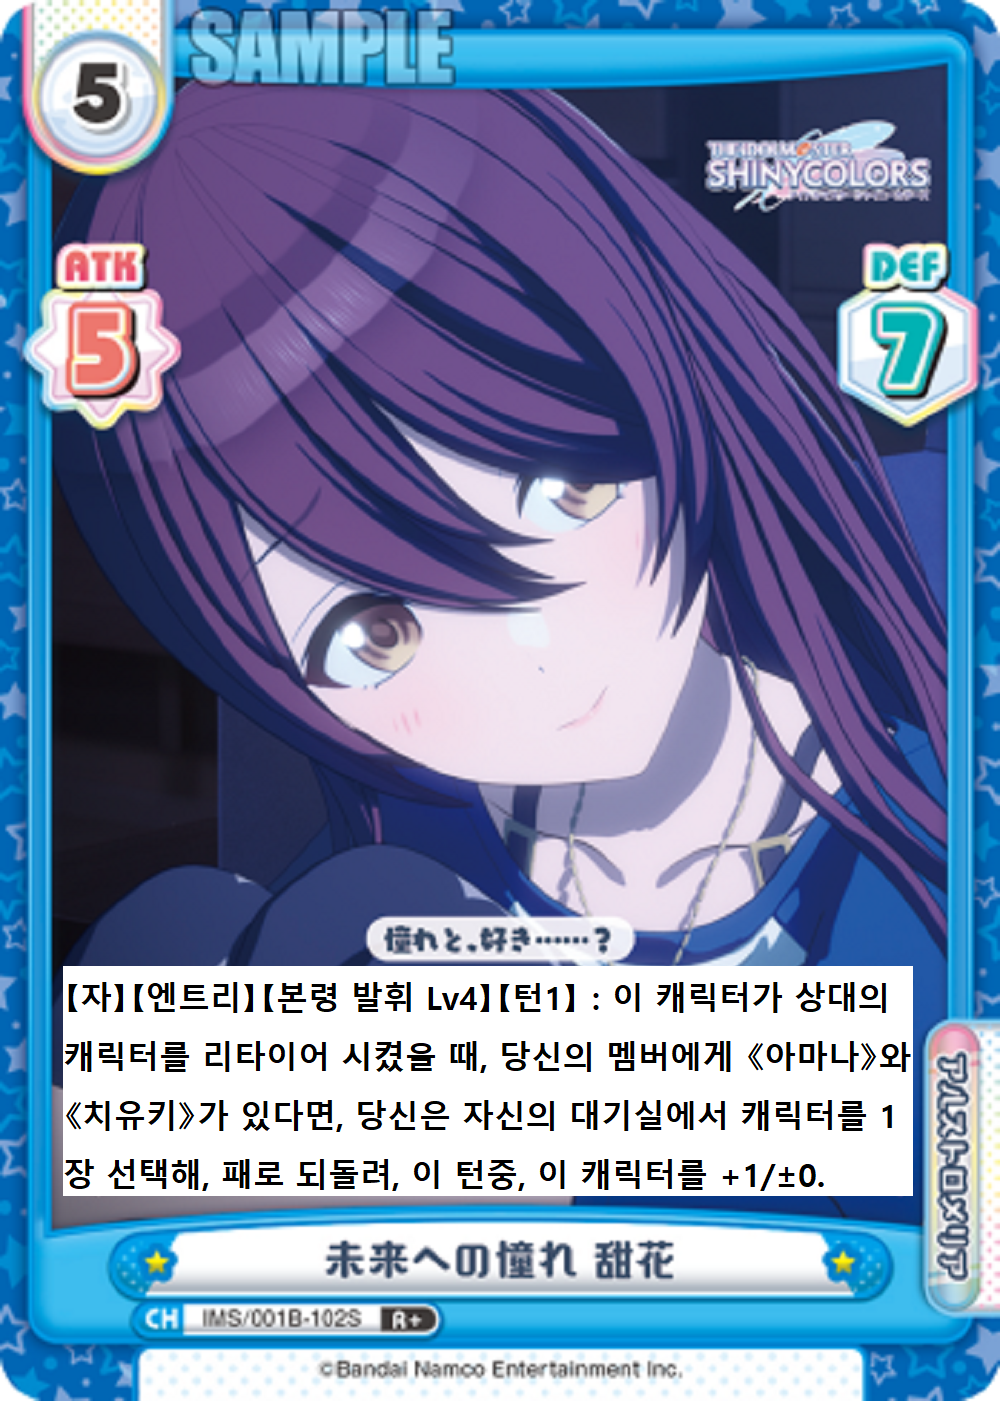 SAMPLE
5
THE IDOLM@STER
SHINYCOLORS
ATK
5
DEF
7
憧れと、好き……?
【자】【엔트리】【본령 발휘 Lv4】【턴1】 : 이 캐릭터가 상대의
캐릭터를 리타이어 시켰을 때, 당신의 멤버에게 《아마나》와
《치유키》가 있다면, 당신은 자신의 대기실에서 캐릭터를 1
장 선택해, 패로 되돌려, 이 턴중, 이 캐릭터를 +1/±0.
アルストロメリア
未来への憧れ 甜花
CH IMS/001B-102S R+
©Bandai Namco Entertainment Inc.